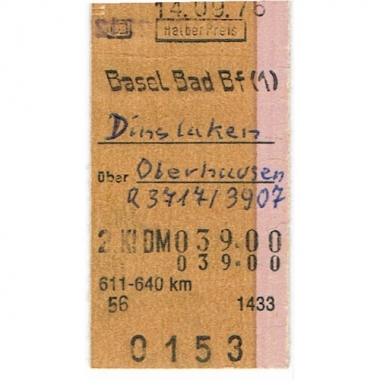 14.09.76
Halber Preis
Basel Bad Bf (1)
Dinslaken
über Oberhausen
R 3717/3907
2. Kl DM 039.00
039.00
611-640 km
56 1433
0153